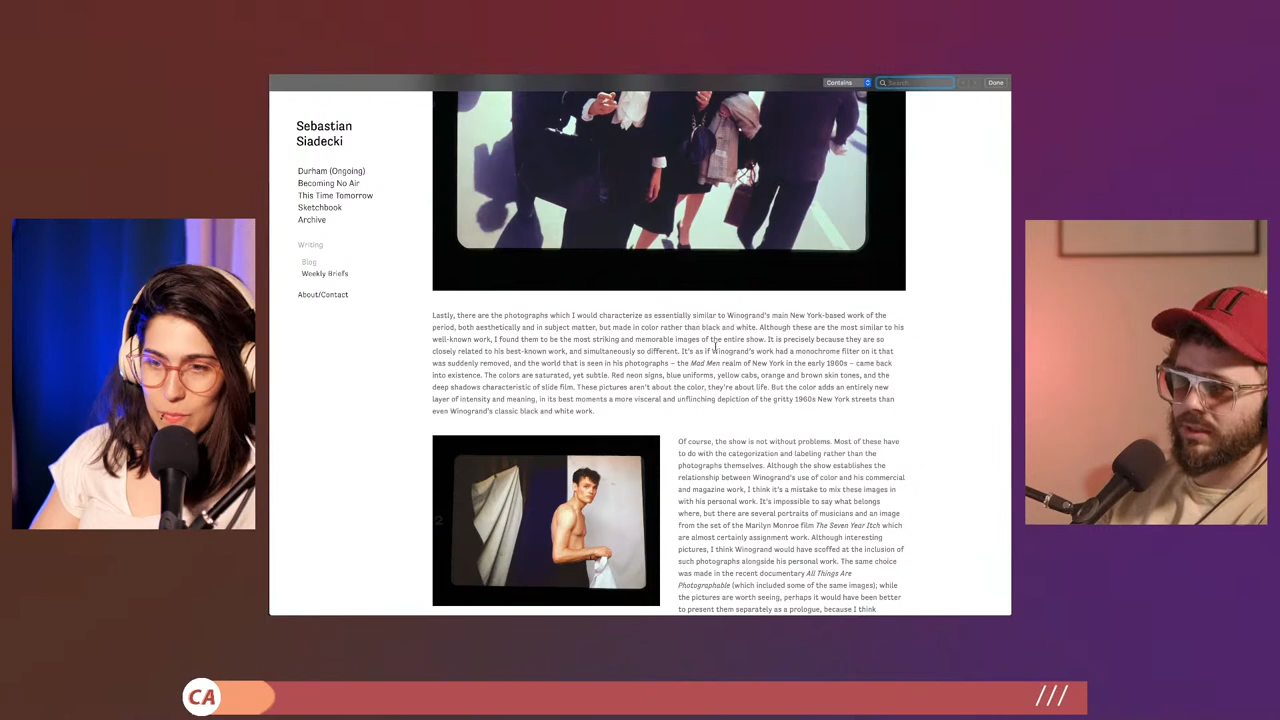 Contains
Search
Done
Sebastian
Siadecki
Durham (Ongoing)
Becoming No Air
This Time Tomorrow
Sketchbook
Archive
Writing
Blog
Weekly Briefs
About/Contact
Lastly, there are the photographs which I would characterize as essentially similar to Winogrand's main New York-based work of the
period, both aesthetically and in subject matter, but made in color rather than black and white. Although these are the most similar to his
well-known work, I found them to be the most striking and memorable images of the entire show. It is precisely because they are so
closely related to his best-known work, and simultaneously so different. It's as if Winogrand's work had a monochrome filter on it that
was suddenly removed, and the world that is seen in his photographs – the Mad Men realm of New York in the early 1960s – came back
into existence. The colors are saturated, yet subtle. Red neon signs, blue uniforms, yellow cabs, orange and brown skin tones, and the
deep shadows characteristic of slide film. These pictures aren't about the color, they're about life. But the color adds an entirely new
layer of intensity and meaning, in its best moments a more visceral and unflinching depiction of the gritty 1960s New York streets than
even Winogrand's classic black and white work.
Of course, the show is not without problems. Most of these have
to do with the categorization and labeling rather than the
photographs themselves. Although the show establishes the
relationship between Winogrand's use of color and his commercial
and magazine work, I think it's a mistake to mix these images in
with his personal work. It's impossible to say what belongs
where, but there are several portraits of musicians and an image
from the set of the Marilyn Monroe film The Seven Year Itch which
are almost certainly assignment work. Although interesting
pictures, I think Winogrand would have scoffed at the inclusion of
such photographs alongside his personal work. The same choice
was made in the recent documentary All Things Are
Photographable (which included some of the same images); while
the pictures are worth seeing, perhaps it would have been better
to present them separately as a prologue, because I think
2
CA
///